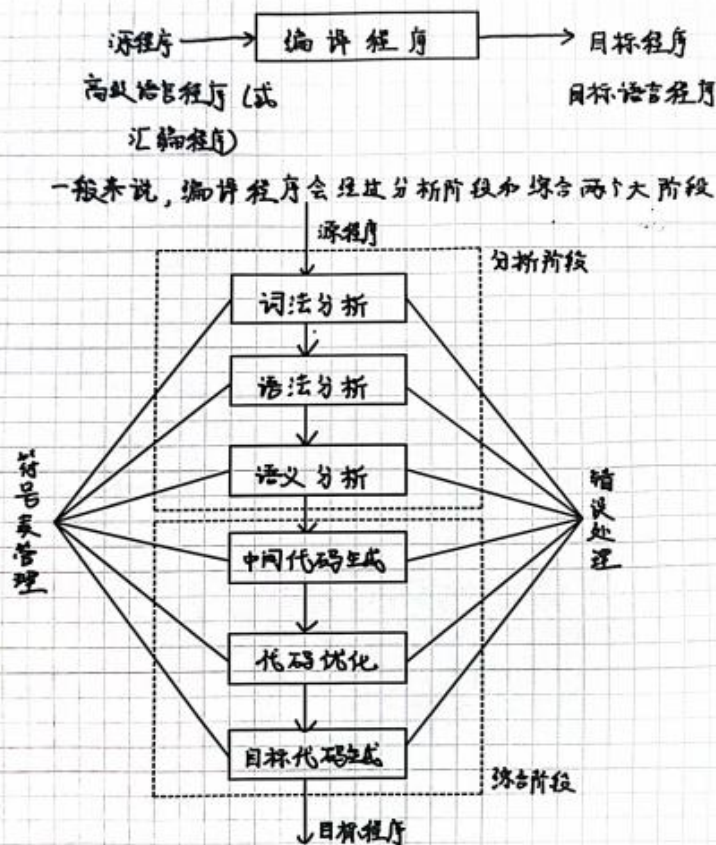 源程序 编译程序 目标程序
高级语言程序(或 目标语言程序
汇编程序)
一般来说,编译程序会经过分析阶段和综合两个大阶段
源程序
分析阶段
词法分析
语法分析
语义分析
符号表管理
错误处理
中间代码生成
代码优化
目标代码生成
综合阶段
目标程序